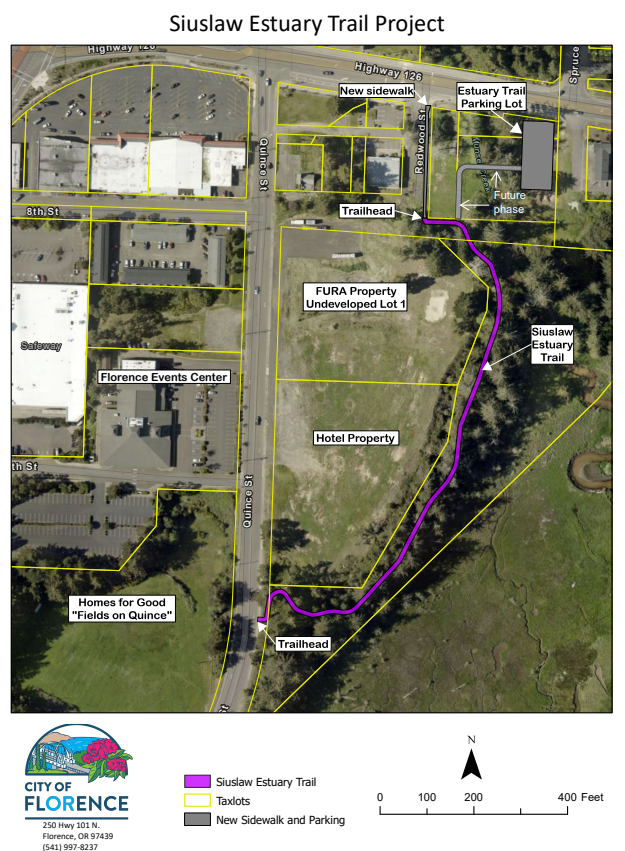 Siuslaw Estuary Trail Project
Highway 126
Highway 126
Spruce
New sidewalk
Estuary Trail
Parking Lot
Quince St
Redwood St
Future
phase
8th St
Trailhead
FURA Property
Undeveloped Lot 1
Siuslaw
Estuary
Trail
Safeway
Florence Events Center
Hotel Property
th St
Quince St
Homes for Good
"Fields on Quince"
Trailhead
St
CITY OF
FLORENCE
250 Hwy 101 N.
Florence, OR 97439
(541) 997-8237
Siuslaw Estuary Trail
Taxlots
New Sidewalk and Parking
N
0 100 200 400 Feet